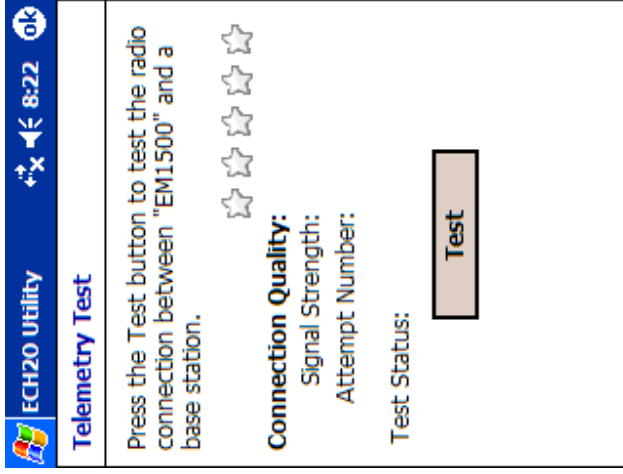 ECH2O Utility 8:22 ok
Telemetry Test
Press the Test button to test the radio
connection between "EM1500" and a
base station.
Connection Quality:
Signal Strength:
Attempt Number:
Test Status:
Test